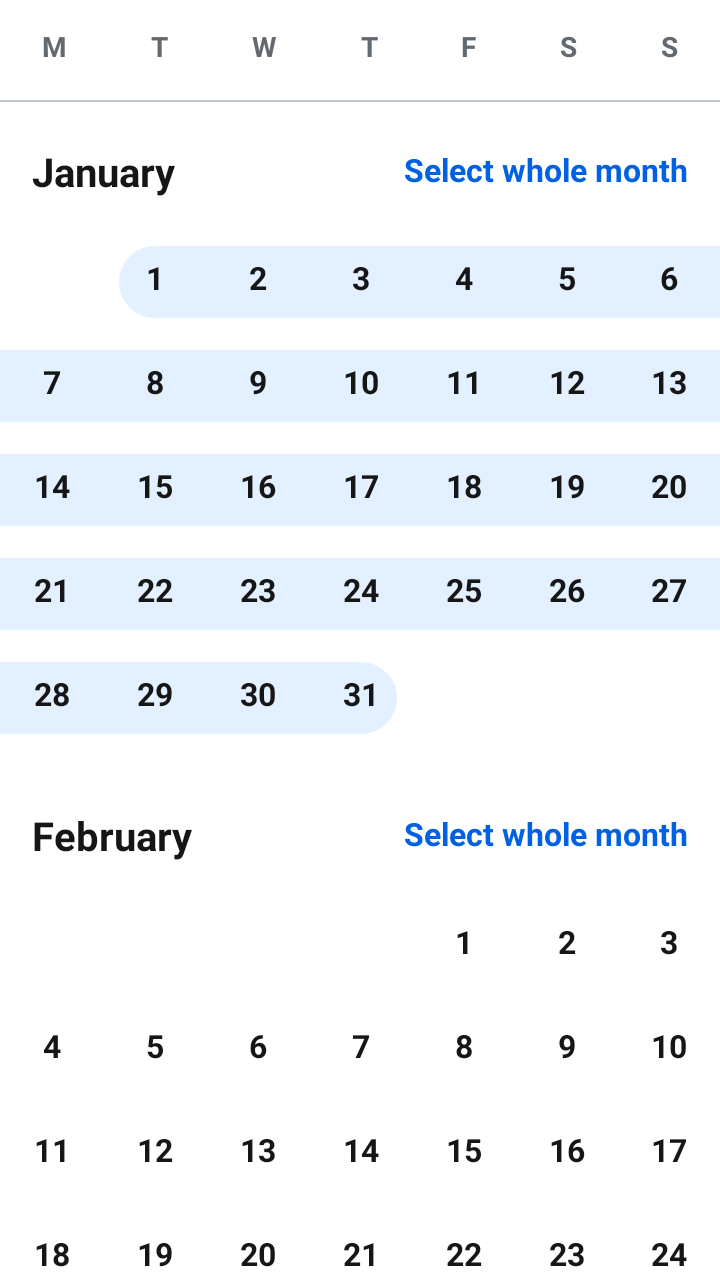 M T W T F S S
January Select whole month
1 2 3 4 5 6
7 8 9 10 11 12 13
14 15 16 17 18 19 20
21 22 23 24 25 26 27
28 29 30 31
February Select whole month
1 2 3
4 5 6 7 8 9 10
11 12 13 14 15 16 17
18 19 20 21 22 23 24